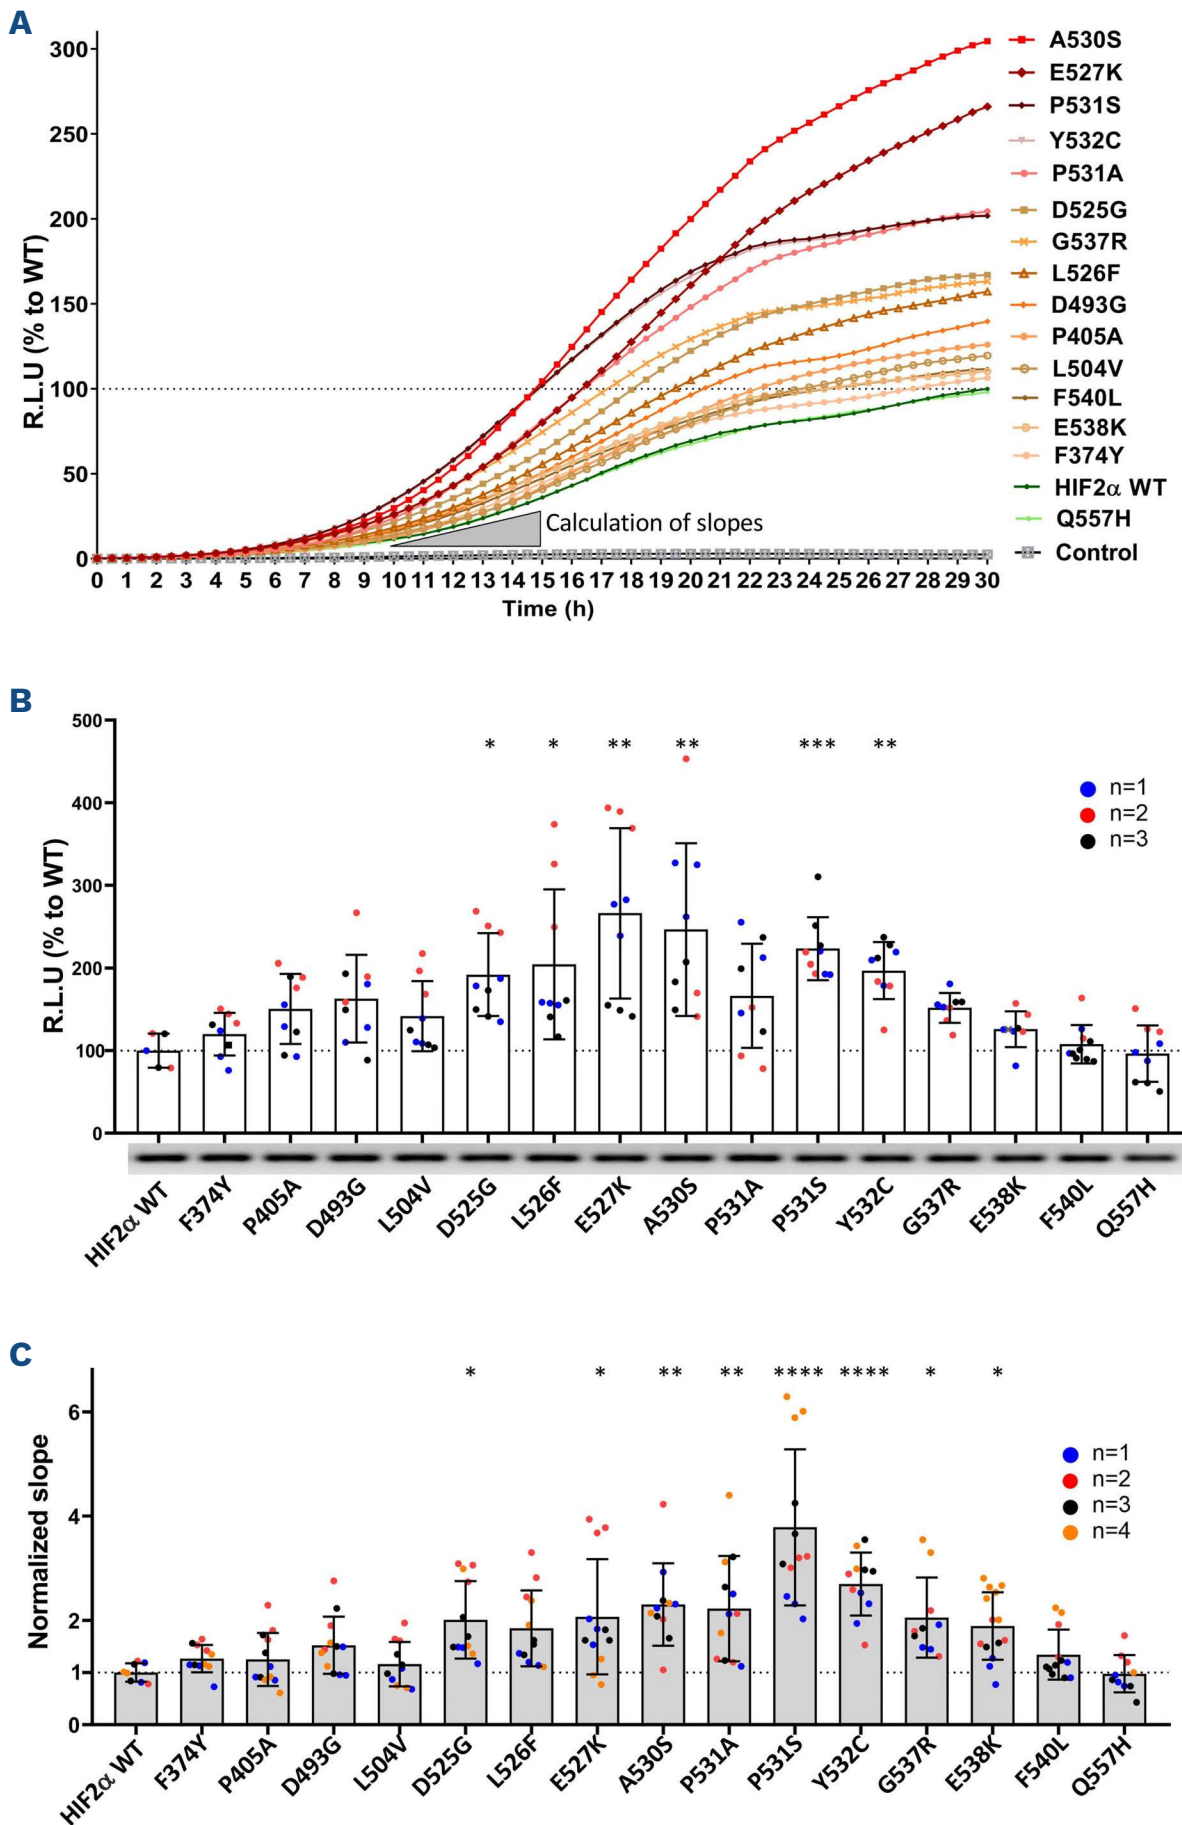 A
R.L.U (% to WT)
300
250
200
150
100
50
0
0 1 2 3 4 5 6 7 8 9 10 11 12 13 14 15 16 17 18 19 20 21 22 23 24 25 26 27 28 29 30
Time (h)
Calculation of slopes
A530S
E527K
P531S
Y532C
P531A
D525G
G537R
L526F
D493G
P405A
L504V
F540L
E538K
F374Y
HIF2α WT
Q557H
Control
B
R.L.U (% to WT)
500
400
300
200
100
0
* * ** ** *** **
n=1
n=2
n=3
HIF2α WT F374Y P405A D493G L504V D525G L526F E527K A530S P531A P531S Y532C G537R E538K F540L Q557H
C
Normalized slope
6
4
2
1
0
* * ** ** **** **** * *
n=1
n=2
n=3
n=4
HIF2α WT F374Y P405A D493G L504V D525G L526F E527K A530S P531A P531S Y532C G537R E538K F540L Q557H